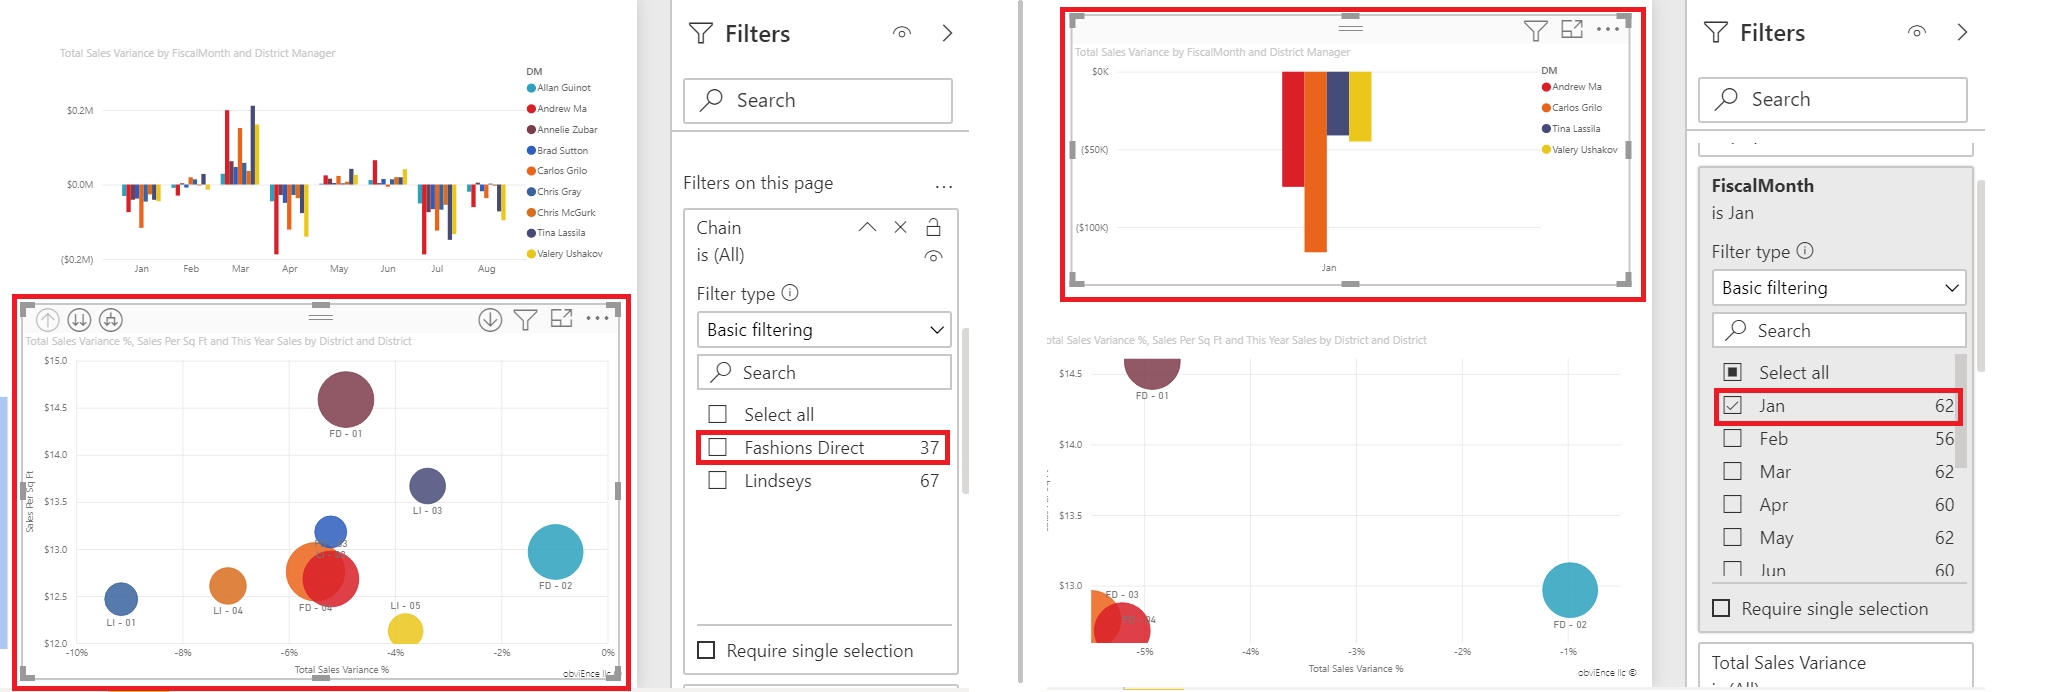 Total Sales Variance by FiscalMonth and District Manager
$0.2M
$0.0M
($0.2M)
Jan Feb Mar Apr May Jun Jul Aug
DM
Allan Guinot
Andrew Ma
Annelie Zubar
Brad Sutton
Carlos Grilo
Chris Gray
Chris McGurk
Tina Lassila
Valery Ushakov
Total Sales Variance %, Sales Per Sq Ft and This Year Sales by District and District
Sales Per Sq Ft
$15.0
$14.5
$14.0
$13.5
$13.0
$12.5
$12.0
FD - 01
LI - 03
FD - 02
FD - 04
LI - 04
LI - 01
LI - 05
-10% -8% -6% -4% -2% 0%
Total Sales Variance %
obviEnce llc
Filters
Search
Filters on this page
...
Chain
is (All)
Filter type
Basic filtering
Search
Select all
Fashions Direct 37
Lindseys 67
Require single selection
Total Sales Variance by FiscalMonth and District Manager
$0K
($50K)
($100K)
Jan
DM
Andrew Ma
Carlos Grilo
Tina Lassila
Valery Ushakov
otal Sales Variance %, Sales Per Sq Ft and This Year Sales by District and District
$14.5
$14.0
$13.5
$13.0
FD - 01
FD - 03
FD - 04
FD - 02
-5% -4% -3% -2% -1%
Total Sales Variance %
obviEnce llc ©
Filters
Search
FiscalMonth
is Jan
Filter type
Basic filtering
Search
Select all
Jan 62
Feb 56
Mar 62
Apr 60
May 62
Jun 60
Require single selection
Total Sales Variance
is (All)